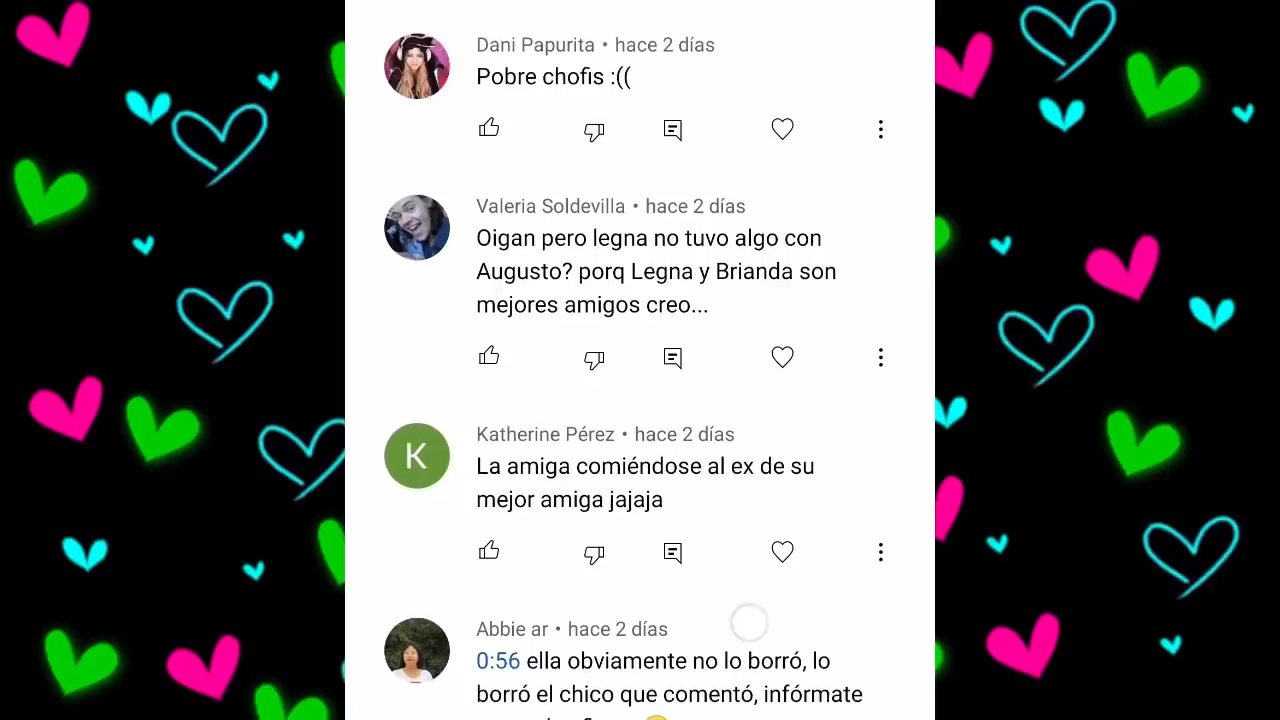 Dani Papurita • hace 2 días
Pobre chofis :((
Valeria Soldevilla • hace 2 días
Oigan pero legna no tuvo algo con
Augusto? porq Legna y Brianda son
mejores amigos creo...
K
Katherine Pérez • hace 2 días
La amiga comiéndose al ex de su
mejor amiga jajaja
Abbie ar • hace 2 días
0:56 ella obviamente no lo borró, lo
borró el chico que comentó, infórmate